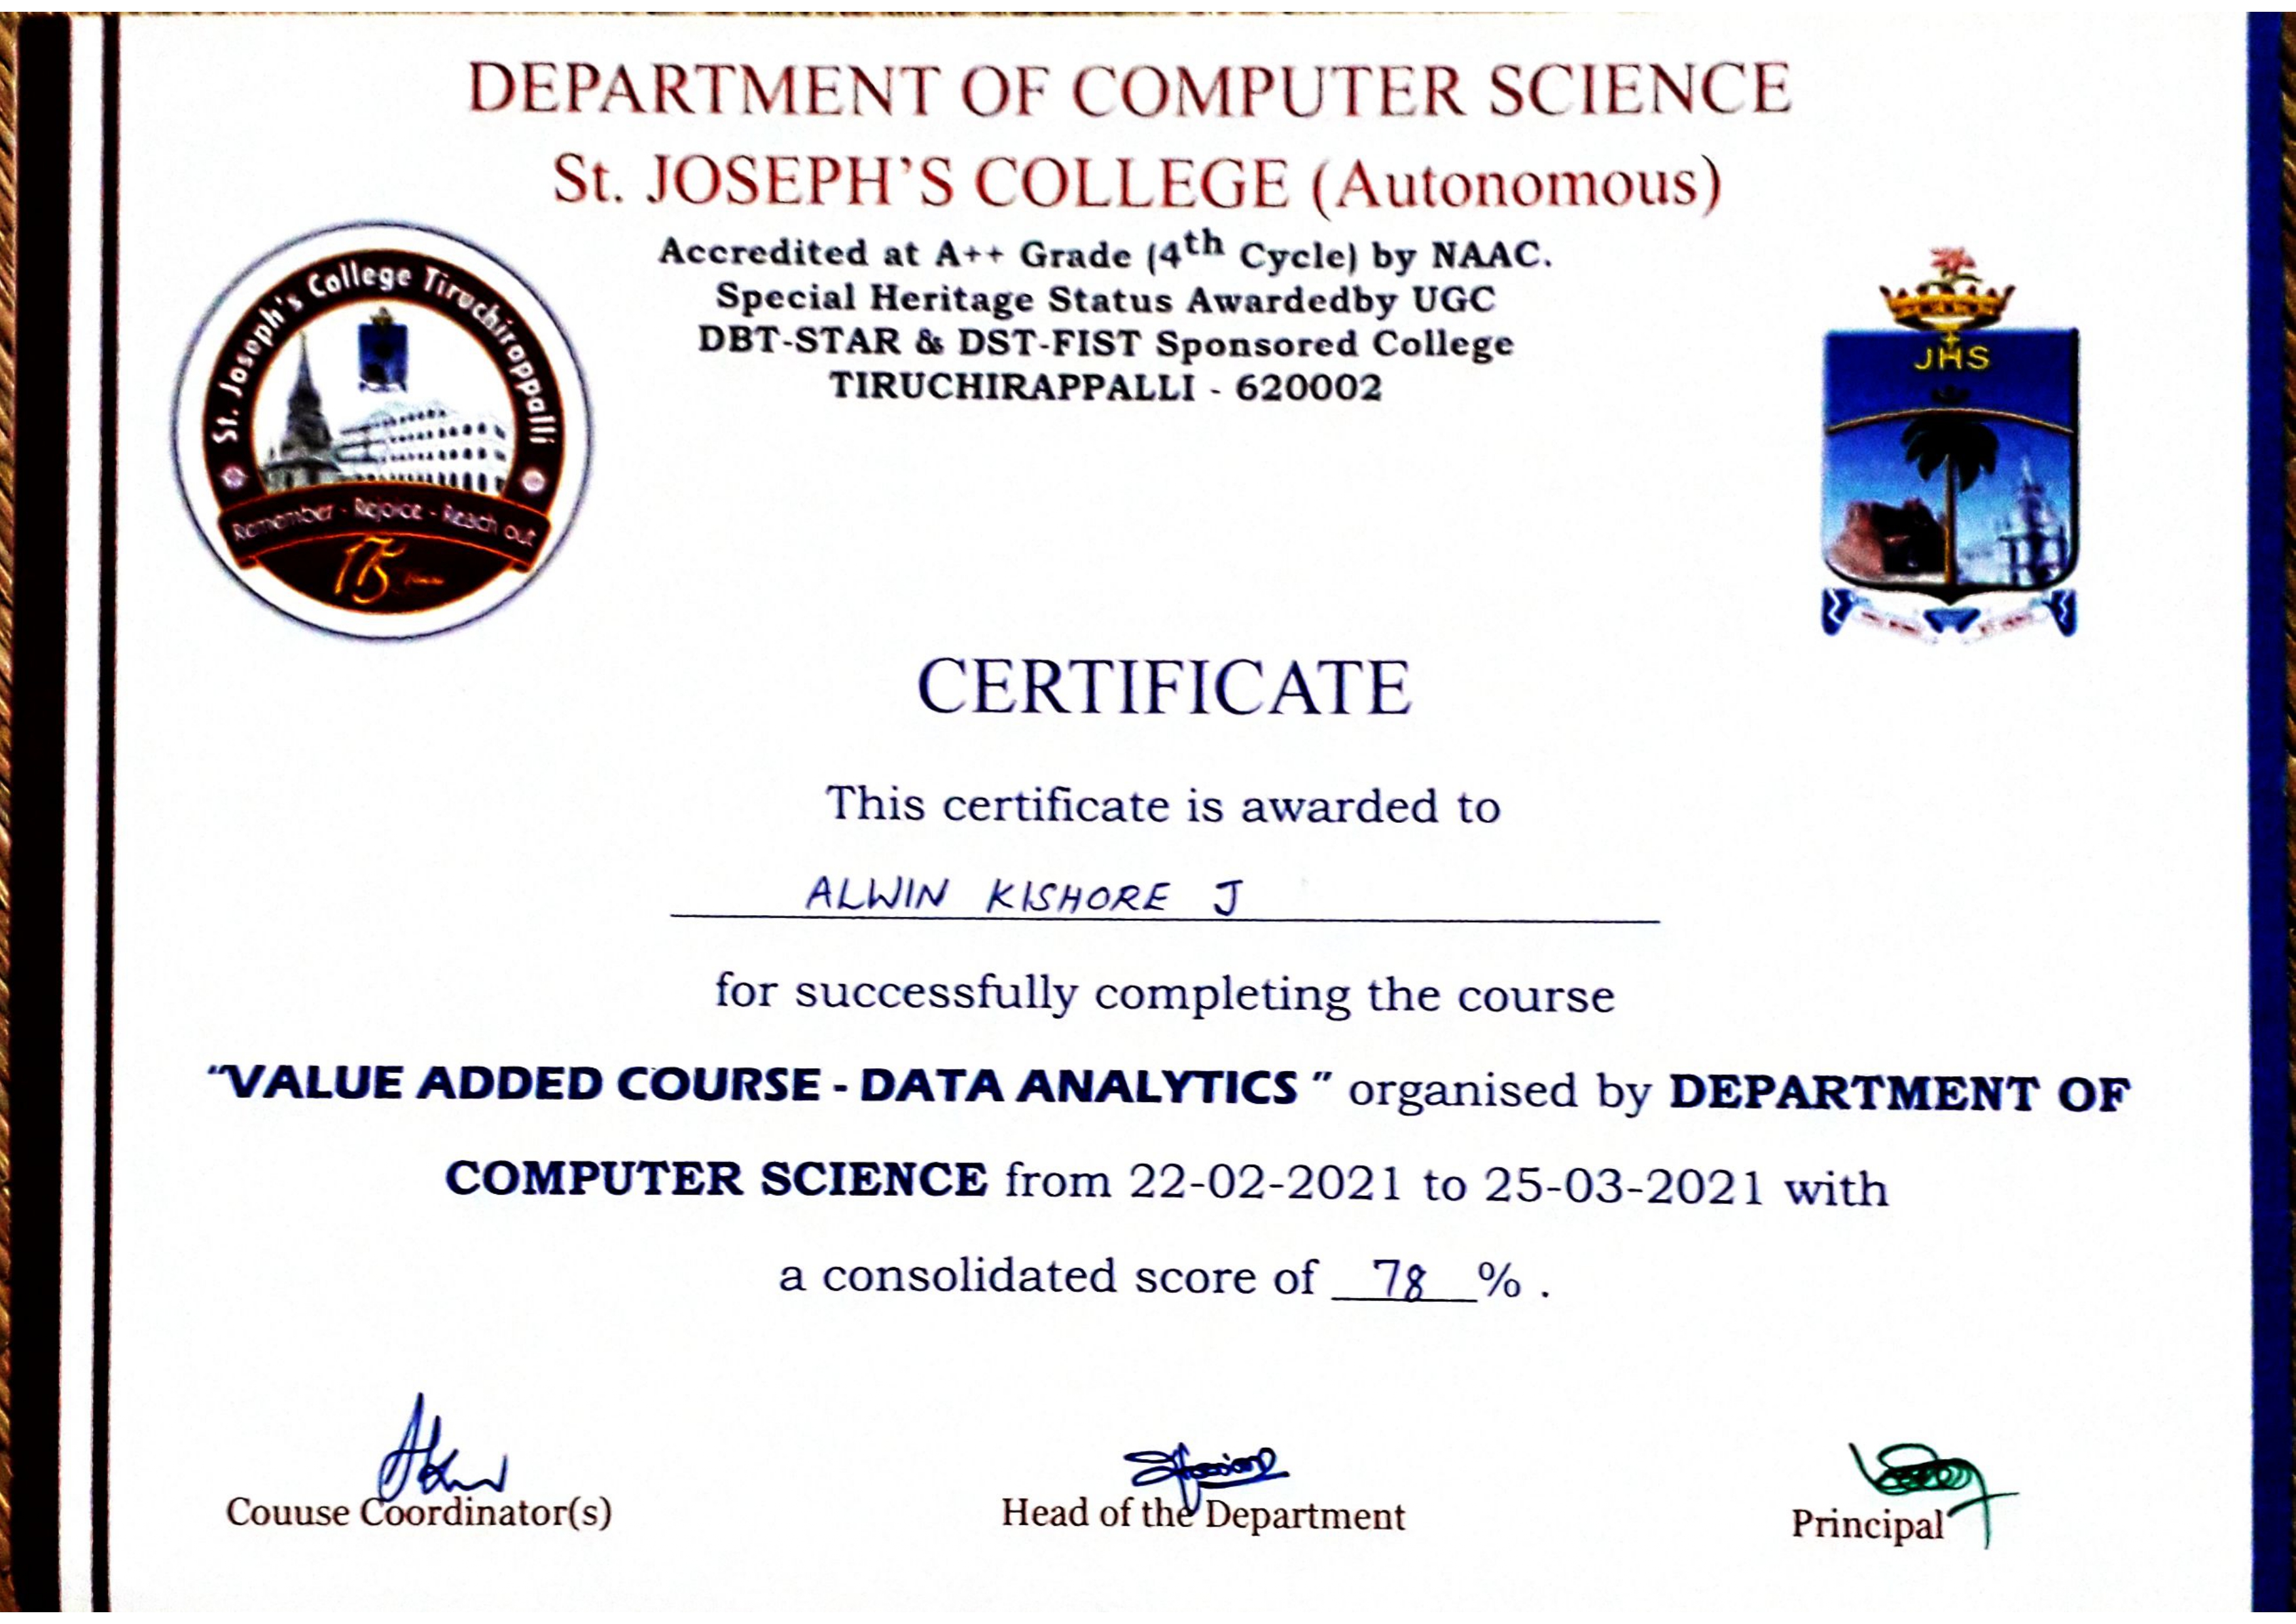 DEPARTMENT OF COMPUTER SCIENCE
St. JOSEPH'S COLLEGE (Autonomous)
Accredited at A++ Grade (4th Cycle) by NAAC.
Special Heritage Status Awardedby UGC
DBT-STAR & DST-FIST Sponsored College
TIRUCHIRAPPALLI - 620002
St. Joseph's College Tiruchirappalli
Remember - Rejoice - Reach out
175
JHS
CERTIFICATE
This certificate is awarded to
ALWIN KISHORE J
for successfully completing the course
"VALUE ADDED COURSE - DATA ANALYTICS " organised by DEPARTMENT OF
COMPUTER SCIENCE from 22-02-2021 to 25-03-2021 with
a consolidated score of 78 % .
Couuse Coordinator(s)
Head of the Department
Principal